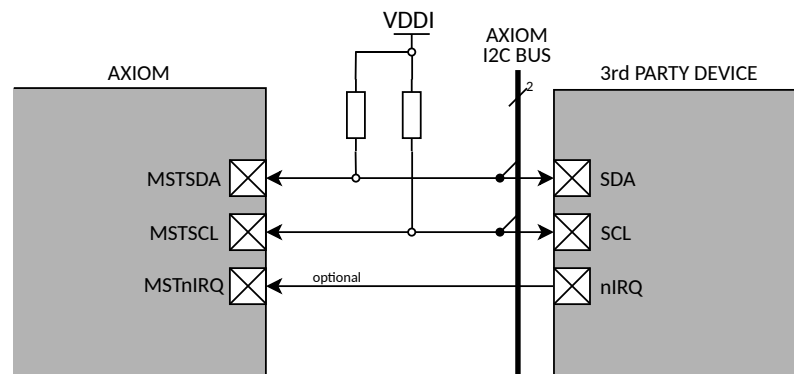 VDDI
AXIOM
I2C BUS
AXIOM
3rd PARTY DEVICE
2
MSTSDA
SDA
MSTSCL
SCL
optional
MSTnIRQ
nIRQ